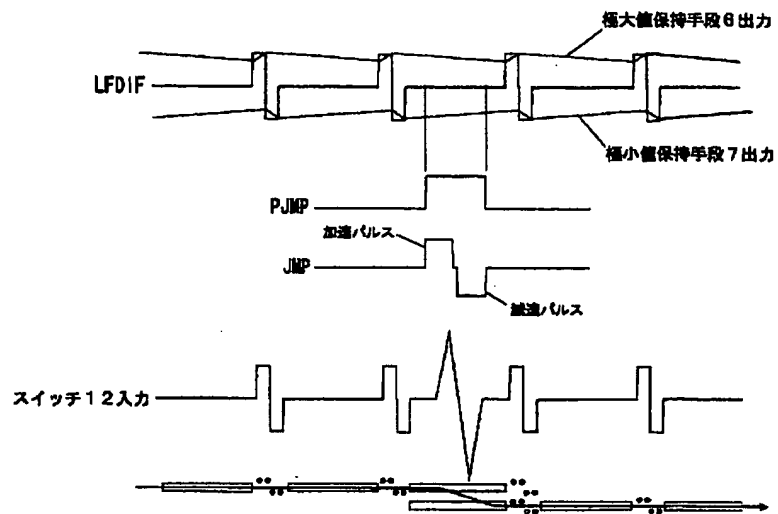 極大値保持手段6出力
LFDIF
極小値保持手段7出力
PJMP
加速パルス
JMP
減速パルス
スイッチ12入力